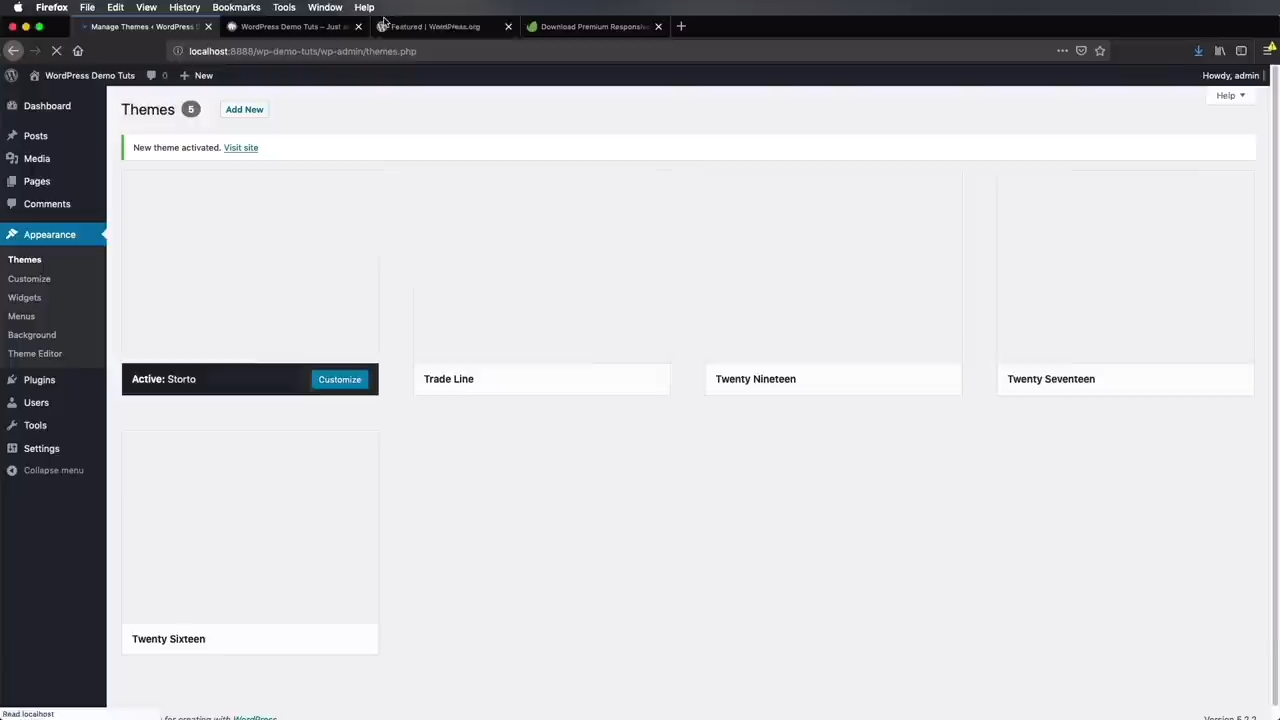 Firefox File Edit View History Bookmarks Tools Window Help
Manage Themes ‹ WordPress D
WordPress Demo Tuts – Just a
Featured | WordPress.org
Download Premium Responsive
localhost:8888/wp-demo-tuts/wp-admin/themes.php
WordPress Demo Tuts 0 New
Howdy, admin
Help
Dashboard
Posts
Media
Pages
Comments
Appearance
Themes
Customize
Widgets
Menus
Background
Theme Editor
Plugins
Users
Tools
Settings
Collapse menu
Themes 5 Add New
New theme activated. Visit site
Active: Storto Customize
Trade Line
Twenty Nineteen
Twenty Seventeen
Twenty Sixteen
for creating with WordPress.
Version 5.2.2
Read localhost